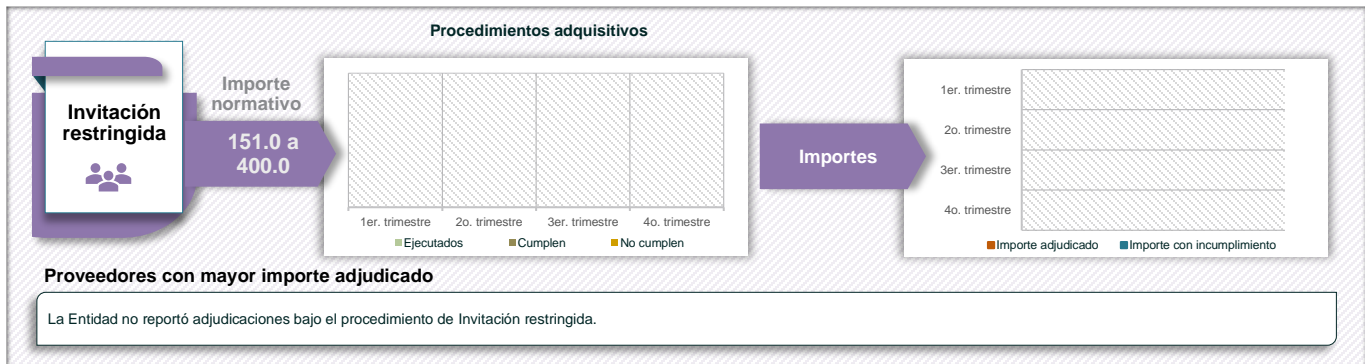 Procedimientos adquisitivos
Invitación
restringida
Importe
normativo
151.0 a
400.0
1er. trimestre 2o. trimestre 3er. trimestre 4o. trimestre
Ejecutados Cumplen No cumplen
Importes
1er. trimestre
2o. trimestre
3er. trimestre
4o. trimestre
Importe adjudicado Importe con incumplimiento
Proveedores con mayor importe adjudicado
La Entidad no reportó adjudicaciones bajo el procedimiento de Invitación restringida.